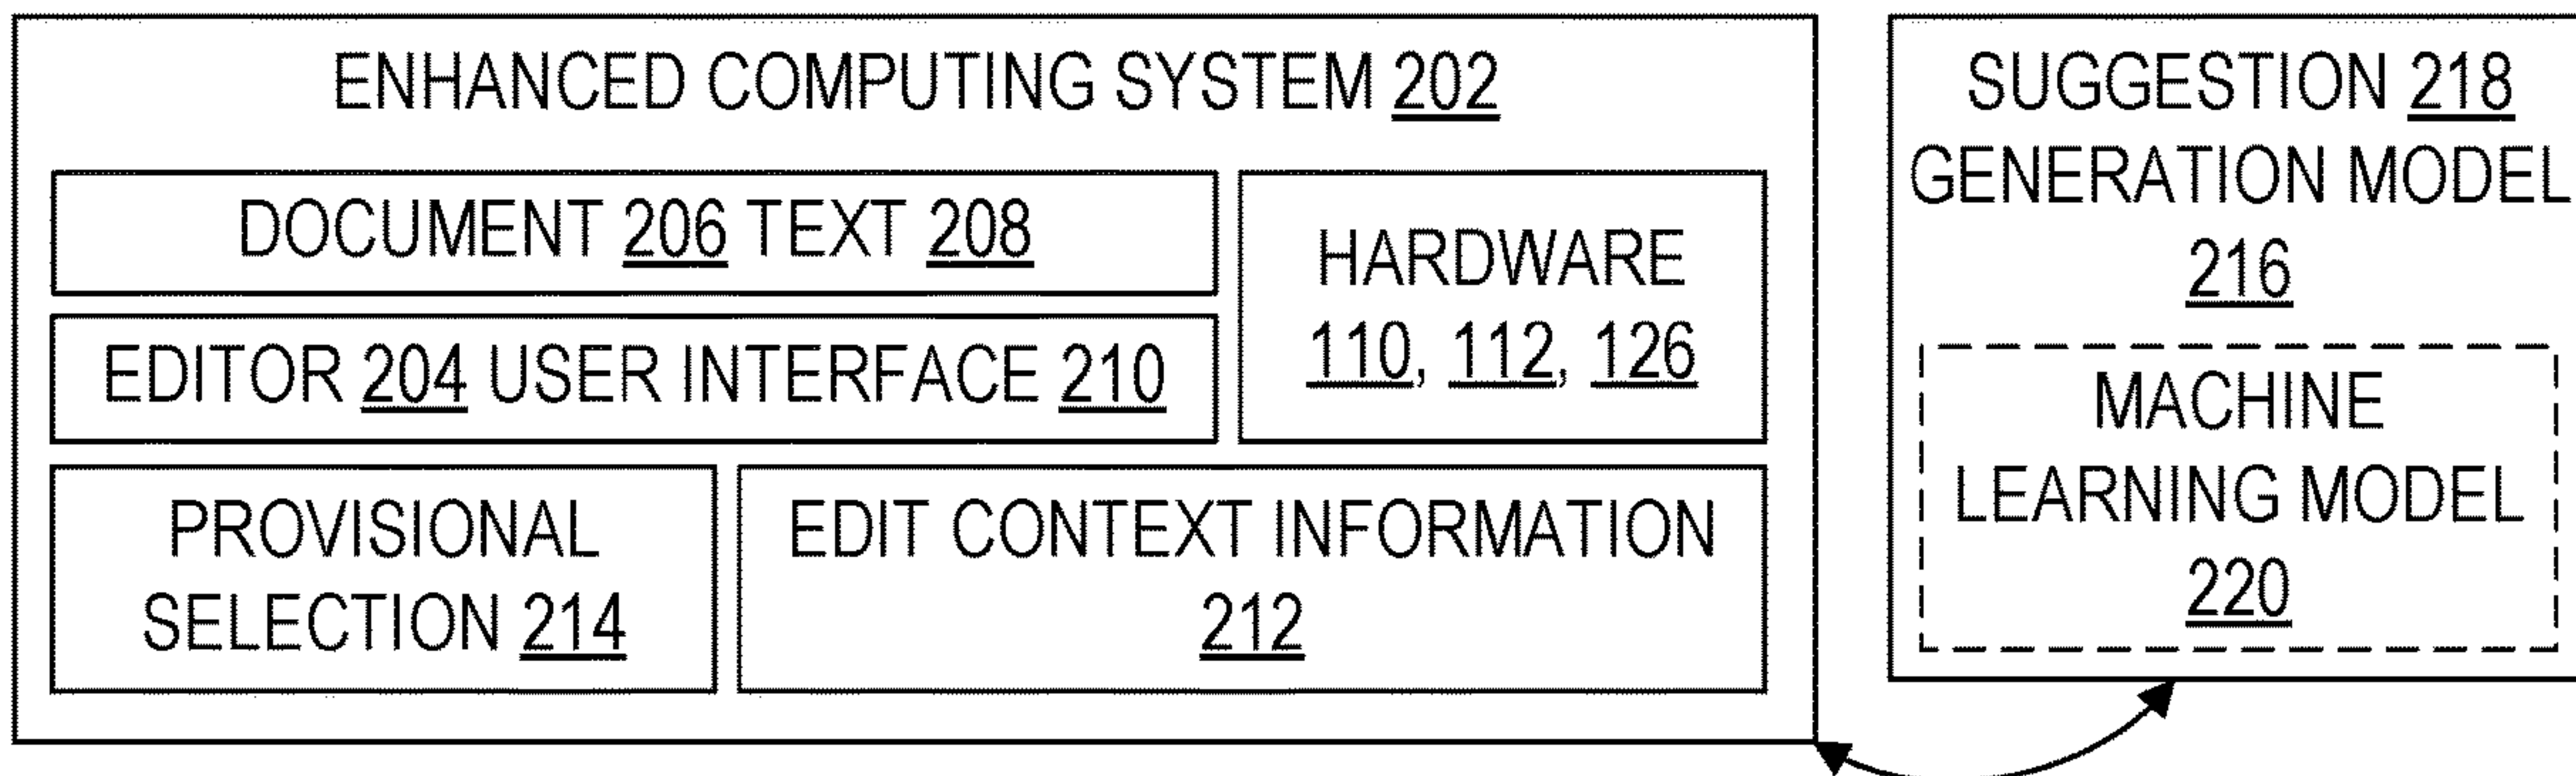 ENHANCED COMPUTING SYSTEM 202
DOCUMENT 206 TEXT 208
EDITOR 204 USER INTERFACE 210
HARDWARE
110, 112, 126
PROVISIONAL
SELECTION 214
EDIT CONTEXT INFORMATION
212
SUGGESTION 218
GENERATION MODEL
216
MACHINE
LEARNING MODEL
220